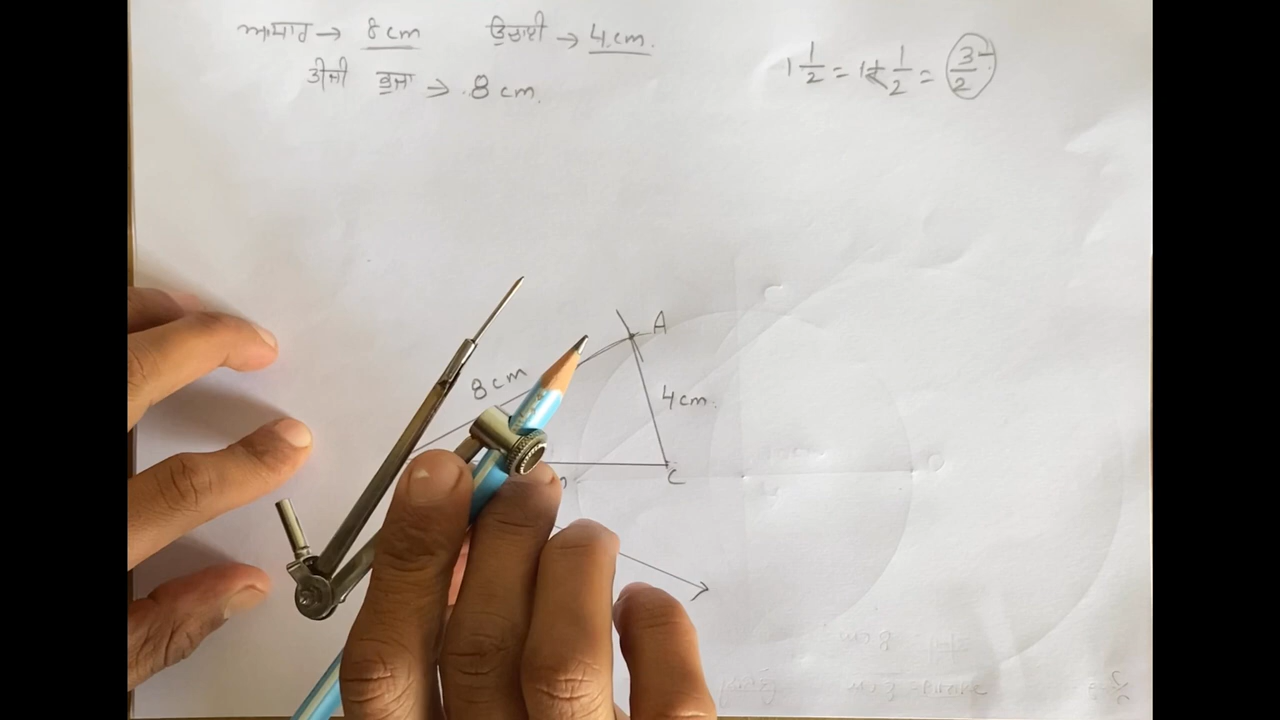 ਆਧਾਰ → 8 cm ਉਚਾਈ → 4 cm.
ਤੀਜੀ ਭੁਜਾ → 8 cm.
1 1/2 = 1+ 1/2 = 3/2
A
8 cm
4 cm.
C